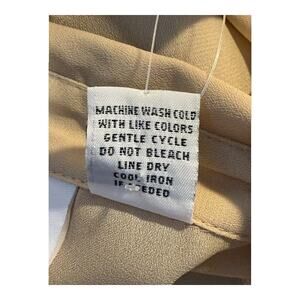 MACHINE WASH COLD
WITH LIKE COLORS
GENTLE CYCLE
DO NOT BLEACH
LINE DRY
COOL IRON
IF NEEDED